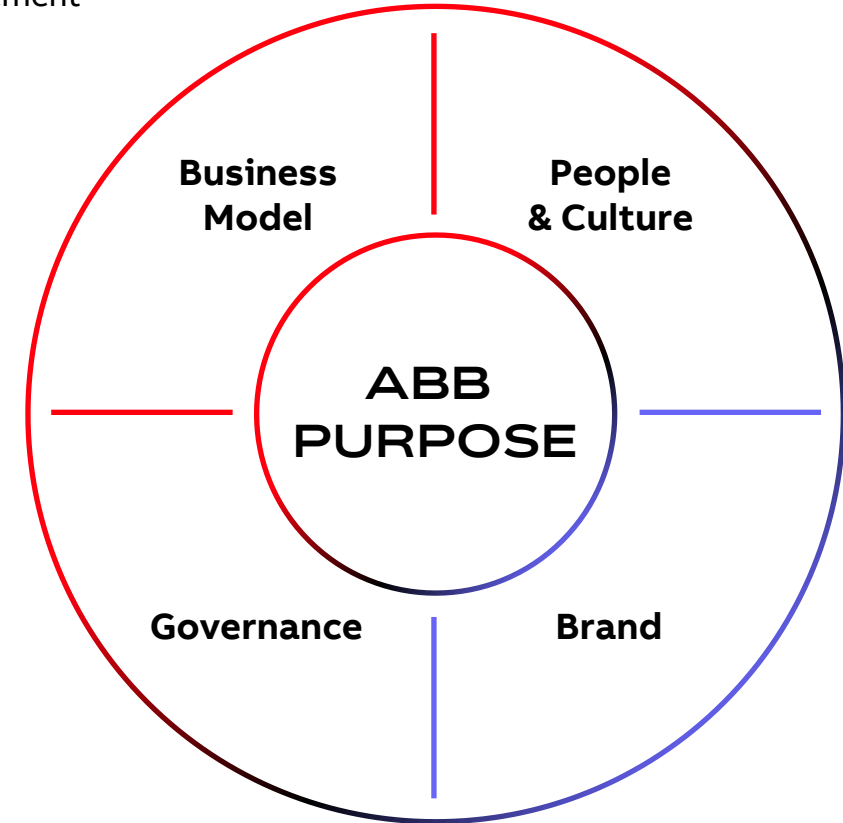 Business
Model
People
& Culture
ABB
PURPOSE
Governance
Brand